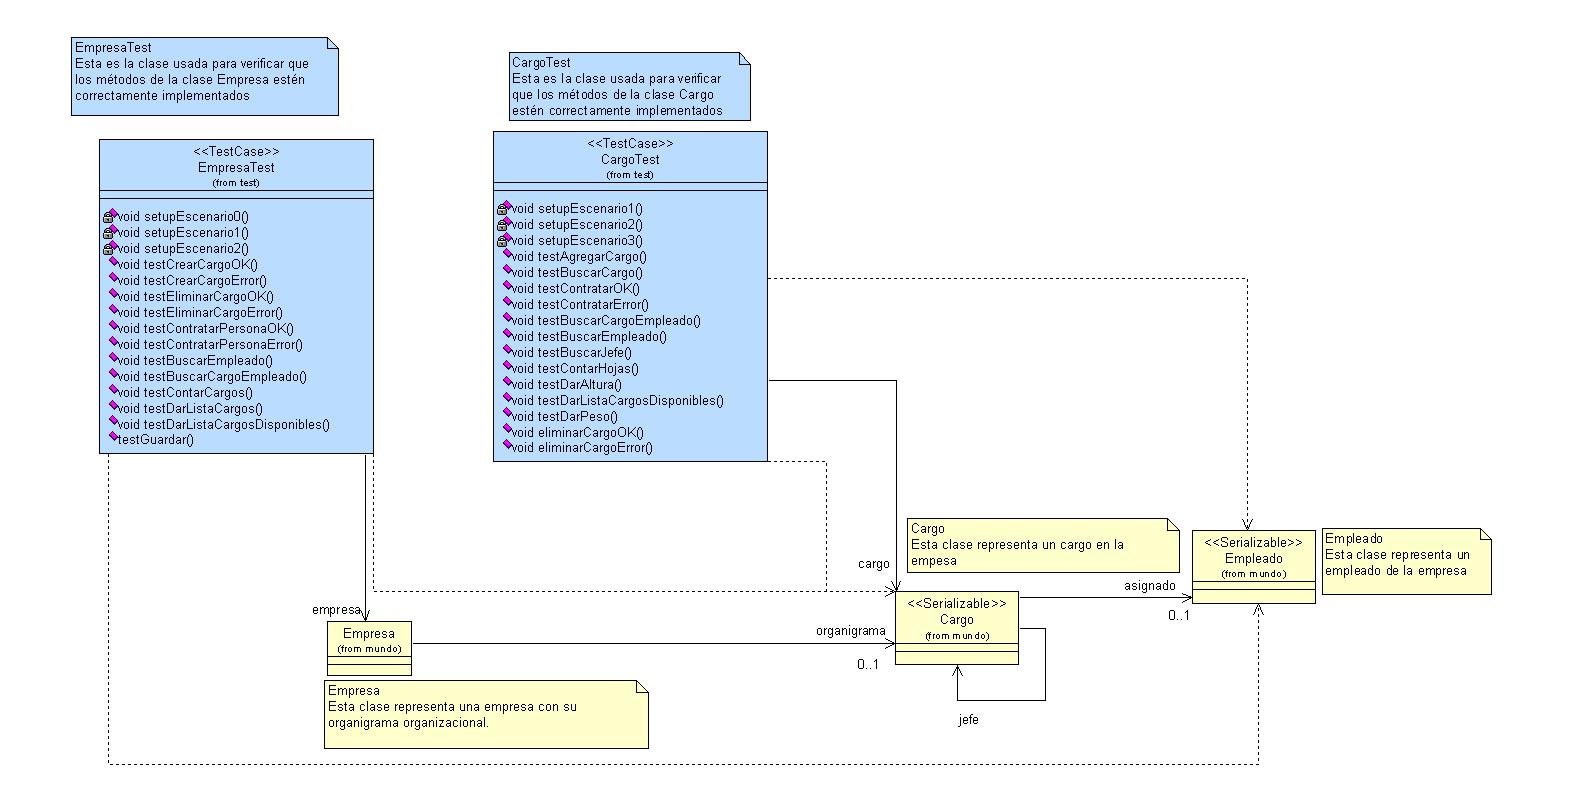 EmpresaTest
Esta es la clase usada para verificar que
los métodos de la clase Empresa estén
correctamente implementados
CargoTest
Esta es la clase usada para verificar
que los métodos de la clase Cargo
estén correctamente implementados
<<TestCase>>
EmpresaTest
(from test)
void setupEscenario0()
void setupEscenario1()
void setupEscenario2()
void testCrearCargoOK()
void testCrearCargoError()
void testEliminarCargoOK()
void testEliminarCargoError()
void testContratarPersonaOK()
void testContratarPersonaError()
void testBuscarEmpleado()
void testBuscarCargoEmpleado()
void testContarCargos()
void testDarListaCargos()
void testDarListaCargosDisponibles()
testGuardar()
<<TestCase>>
CargoTest
(from test)
void setupEscenario1()
void setupEscenario2()
void setupEscenario3()
void testAgregarCargo()
void testBuscarCargo()
void testContratarOK()
void testContratarError()
void testBuscarCargoEmpleado()
void testBuscarEmpleado()
void testBuscarJefe()
void testContarHojas()
void testDarAltura()
void testDarListaCargosDisponibles()
void testDarPeso()
void eliminarCargoOK()
void eliminarCargoError()
Cargo
Esta clase representa un cargo en la
empesa
<<Serializable>>
Empleado
(from mundo)
Empleado
Esta clase representa un
empleado de la empresa
cargo
asignado
0..1
<<Serializable>>
Cargo
(from mundo)
empresa
Empresa
(from mundo)
organigrama
0..1
jefe
Empresa
Esta clase representa una empresa con su
organigrama organizacional.